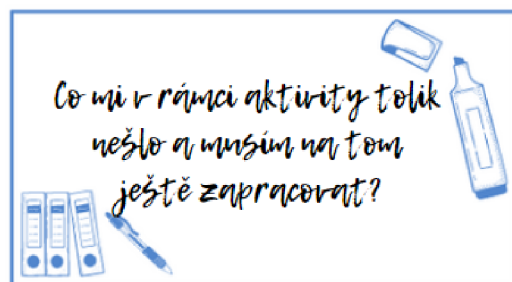 Co mi v rámci aktivity tolik
nešlo a musím na tom
ještě zapracovat?